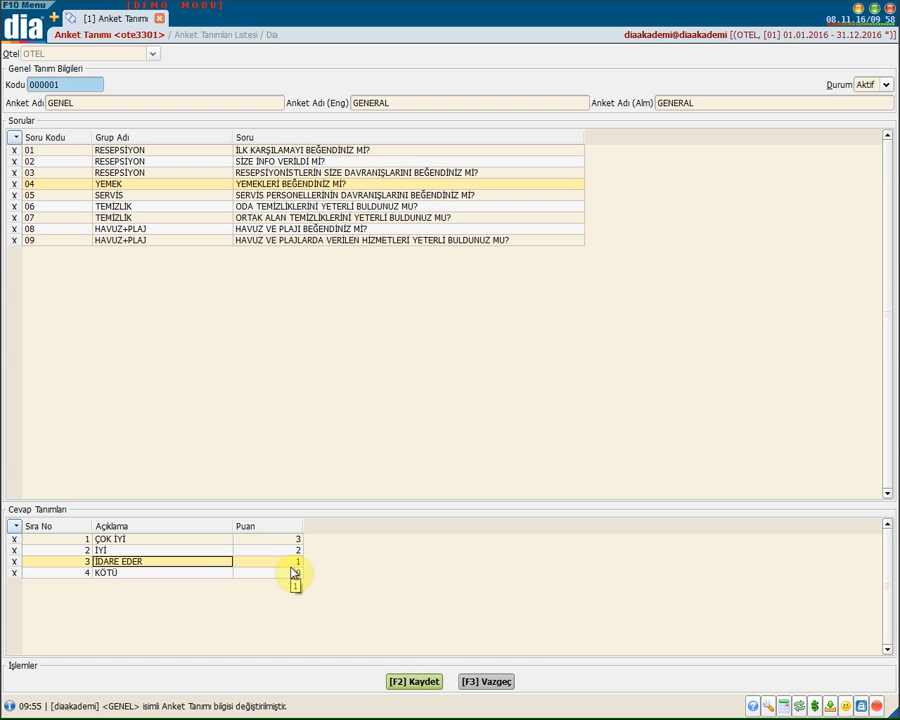 F10 Menu
[DEMO MODU]
dia
[1] Anket Tanımı
08.11.16/09 58
Anket Tanımı <ote3301> / Anket Tanımları Listesi / Dia
diaakademi@diaakademi [(OTEL, [01] 01.01.2016 - 31.12.2016 ")]
Otel OTEL
Genel Tanım Bilgileri
Kodu 000001
Durum Aktif
Anket Adı GENEL Anket Adı (Eng) GENERAL Anket Adı (Alm) GENERAL
Sorular
Soru Kodu Grup Adı Soru
X 01 RESEPSİYON İLK KARŞILAMAYI BEĞENDİNİZ Mİ?
X 02 RESEPSİYON SİZE İNFO VERİLDİ Mİ?
X 03 RESEPSİYON RESEPSİYONİSTLERİN SİZE DAVRANIŞLARINI BEĞENDİNİZ Mİ?
X 04 YEMEK YEMEKLERİ BEĞENDİNİZ Mİ?
X 05 SERVİS SERVİS PERSONELLERİNİN DAVRANIŞLARINI BEĞENDİNİZ Mİ?
X 06 TEMİZLİK ODA TEMİZLİKLERİNİ YETERLİ BULDUNUZ MU?
X 07 TEMİZLİK ORTAK ALAN TEMİZLİKLERİNİ YETERLİ BULDUNUZ MU?
X 08 HAVUZ+PLAJ HAVUZ VE PLAJI BEĞENDİNİZ Mİ?
X 09 HAVUZ+PLAJ HAVUZ VE PLAJLARDA VERİLEN HİZMETLERİ YETERLİ BULDUNUZ MU?
Cevap Tanımları
Sıra No Açıklama Puan
X 1 ÇOK İYİ 3
X 2 İYİ 2
X 3 İDARE EDER 1
X 4 KÖTÜ 0
1
İşlemler
[F2] Kaydet [F3] Vazgeç
09:55 | [diaakademi] <GENEL> isimli Anket Tanımı bilgisi değiştirilmiştir.